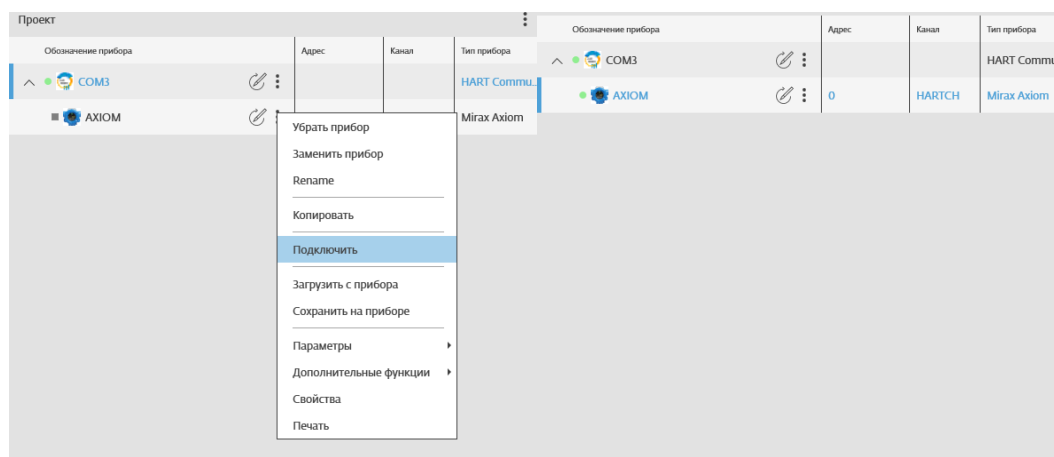 Проект
Обозначение прибора Адрес Канал Тип прибора
COM3 HART Commu...
AXIOM Mirax Axiom
Убрать прибор
Заменить прибор
Rename
Копировать
Подключить
Загрузить с прибора
Сохранить на приборе
Параметры
Дополнительные функции
Свойства
Печать
Обозначение прибора Адрес Канал Тип прибора
COM3 HART Commu
AXIOM 0 HARTCH Mirax Axiom